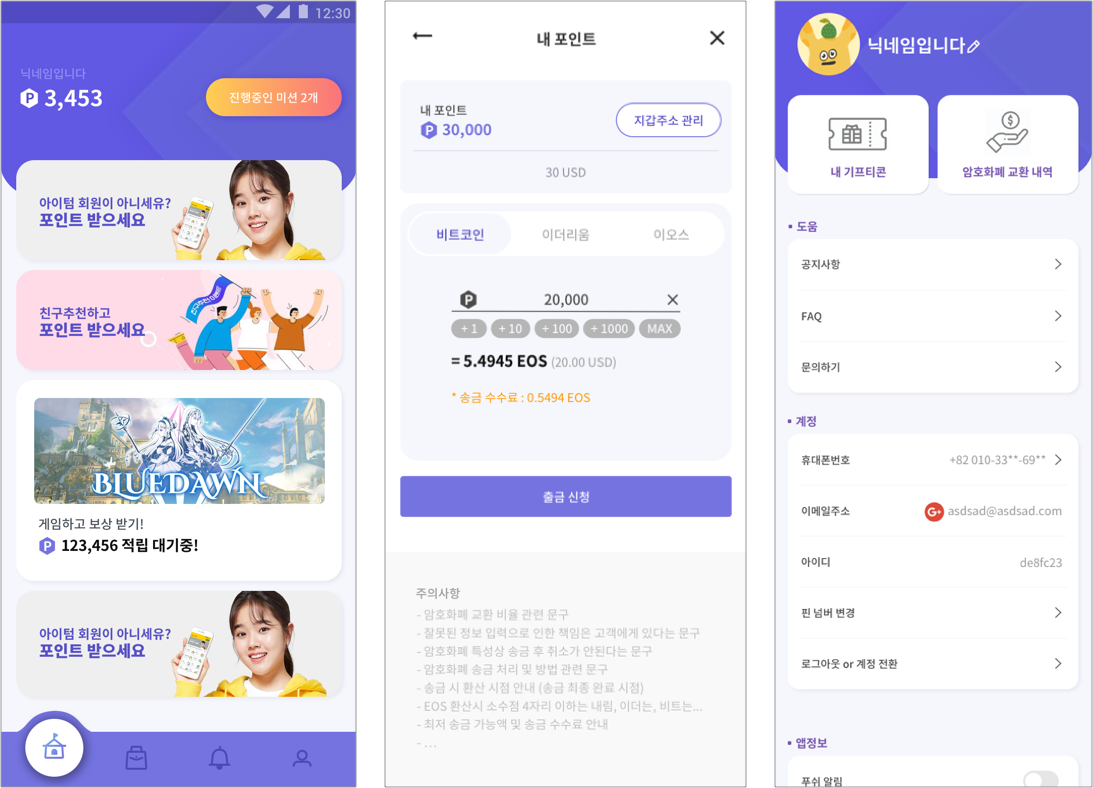 12:30
닉네임입니다
P 3,453
진행중인 미션 2개
아이템 회원이 아니세유?
포인트 받으세요
친구추천하고
포인트 받으세요
친구추천 이벤트
BLUEDAWN
게임하고 보상 받기!
P 123,456 적립 대기중!
아이템 회원이 아니세유?
포인트 받으세요
내 포인트
내 포인트
P 30,000
지갑주소 관리
30 USD
비트코인
이더리움
이오스
P 20,000
+ 1
+ 10
+ 100
+ 1000
MAX
= 5.4945 EOS (20.00 USD)
* 송금 수수료 : 0.5494 EOS
출금 신청
주의사항
- 암호화폐 교환 비율 관련 문구
- 잘못된 정보 입력으로 인한 책임은 고객에게 있다는 문구
- 암호화폐 특성상 송금 후 취소가 안된다는 문구
- 암호화폐 송금 처리 및 방법 관련 문구
- 송금 시 환산 시점 안내 (송금 최종 완료 시점)
- EOS 환산시 소수점 4자리 이하는 내림, 이더는, 비트는...
- 최저 송금 가능액 및 송금 수수료 안내
- ...
닉네임입니다
내 기프티콘
암호화폐 교환 내역
도움
공지사항
FAQ
문의하기
계정
휴대폰번호
+82 010-33**-69**
이메일주소
G+ asdsad@asdsad.com
아이디
de8fc23
핀 넘버 변경
로그아웃 or 계정 전환
앱정보
푸쉬 알림